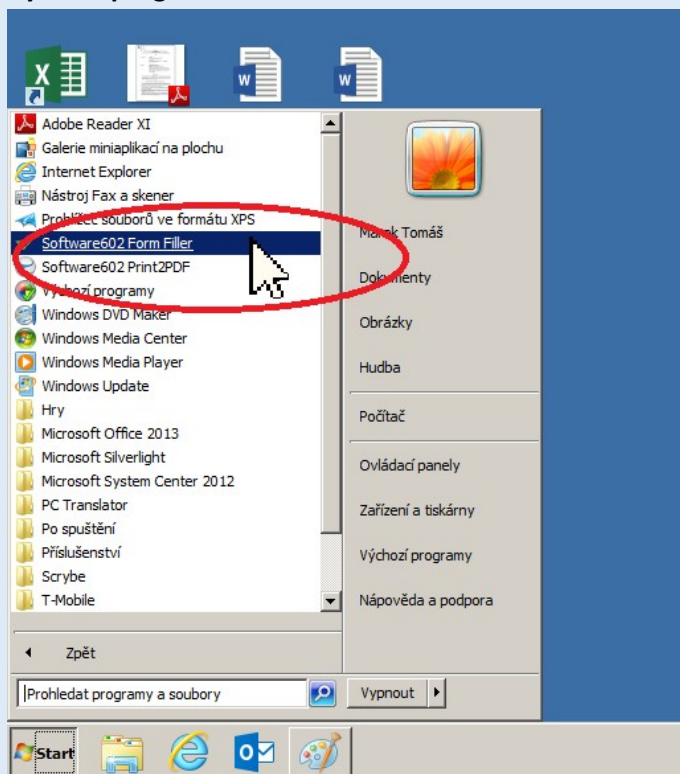 Adobe Reader XI
Galerie miniaplikací na plochu
Internet Explorer
Nástroj Fax a skener
Prohlížeč souborů ve formátu XPS
Software602 Form Filler
Software602 Print2PDF
Výchozí programy
Windows DVD Maker
Windows Media Center
Windows Media Player
Windows Update
Hry
Microsoft Office 2013
Microsoft Silverlight
Microsoft System Center 2012
PC Translator
Po spuštění
Příslušenství
Scrybe
T-Mobile
Zpět
Prohledat programy a soubory
Marek Tomáš
Dokumenty
Obrázky
Hudba
Počítač
Ovládací panely
Zařízení a tiskárny
Výchozí programy
Nápověda a podpora
Vypnout
Start